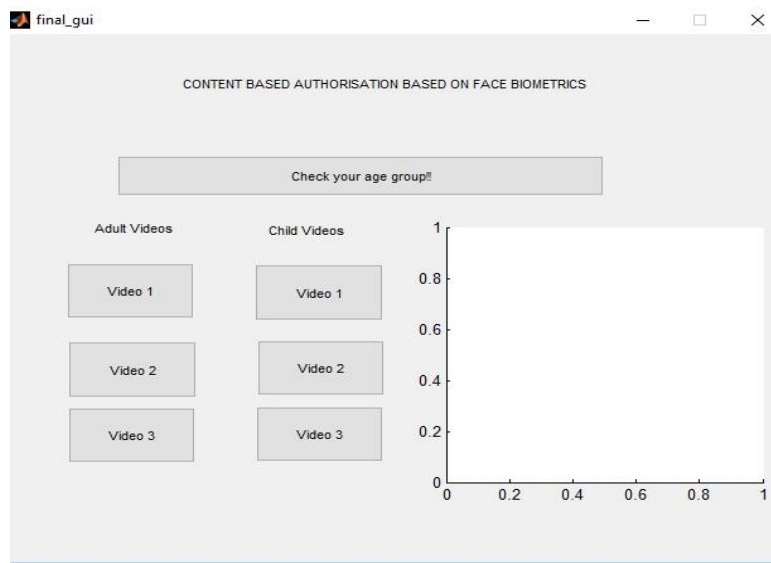 final_gui
CONTENT BASED AUTHORISATION BASED ON FACE BIOMETRICS
Check your age group!!
Adult Videos
Child Videos
Video 1
Video 1
Video 2
Video 2
Video 3
Video 3
1
0.8
0.6
0.4
0.2
0
0 0.2 0.4 0.6 0.8 1